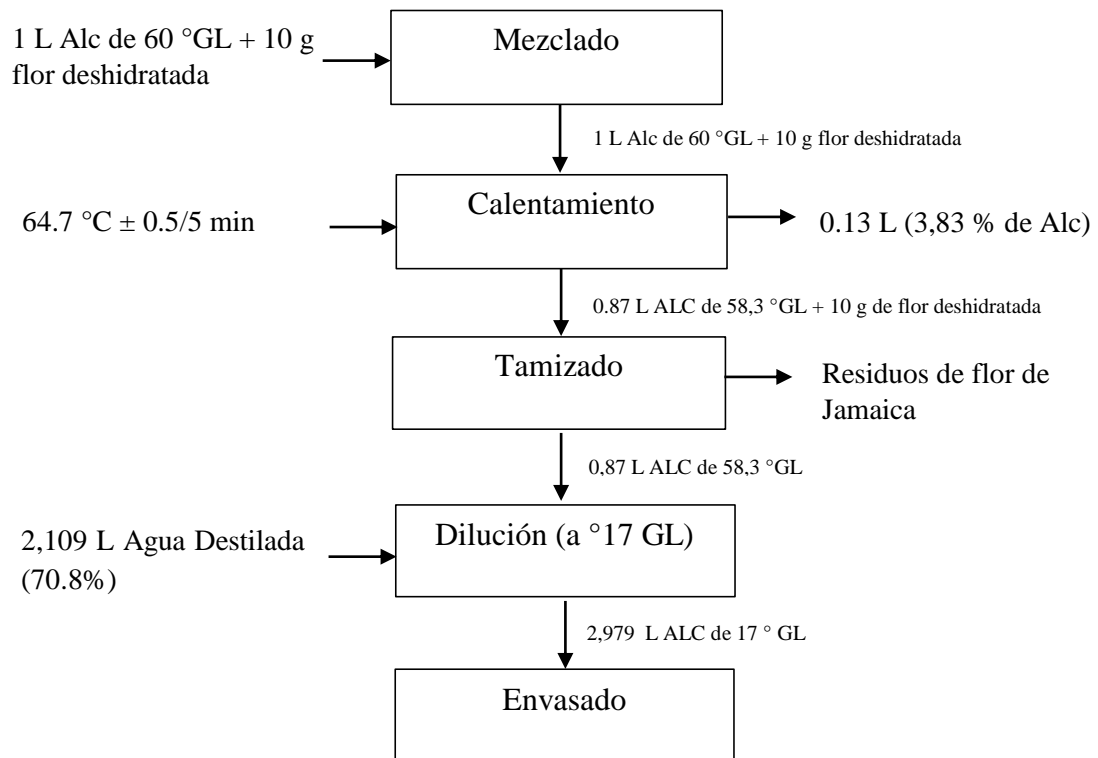 1 L Alc de 60 °GL + 10 g
flor deshidratada
Mezclado
1 L Alc de 60 °GL + 10 g flor deshidratada
64.7 °C ± 0.5/5 min
Calentamiento
0.13 L (3,83 % de Alc)
0.87 L ALC de 58,3 °GL + 10 g de flor deshidratada
Tamizado
Residuos de flor de
Jamaica
0,87 L ALC de 58,3 °GL
2,109 L Agua Destilada
(70.8%)
Dilución (a °17 GL)
2,979 L ALC de 17 ° GL
Envasado